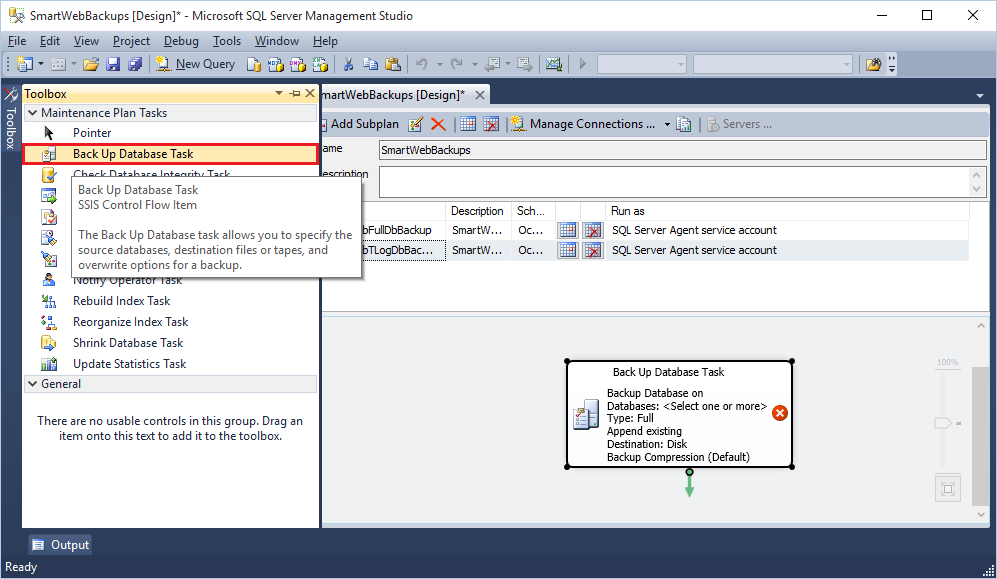 SmartWebBackups [Design]* - Microsoft SQL Server Management Studio
File Edit View Project Debug Tools Window Help
New Query
Toolbox
Toolbox
martWebBackups [Design]*
Maintenance Plan Tasks
Pointer
Back Up Database Task
Check Database Integrity Task
Back Up Database Task
SSIS Control Flow Item
The Back Up Database task allows you to specify the
source databases, destination files or tapes, and
overwrite options for a backup.
Notify Operator Task
Rebuild Index Task
Reorganize Index Task
Shrink Database Task
Update Statistics Task
General
There are no usable controls in this group. Drag an
item onto this text to add it to the toolbox.
Add Subplan Manage Connections ... Servers ...
ame SmartWebBackups
escription
Description Sch... Run as
bFullDbBackup SmartW... Oc... SQL Server Agent service account
bTLogDbBac... SmartW... Oc... SQL Server Agent service account
100%
Back Up Database Task
Backup Database on
Databases: <Select one or more>
Type: Full
Append existing
Destination: Disk
Backup Compression (Default)
Output
Ready